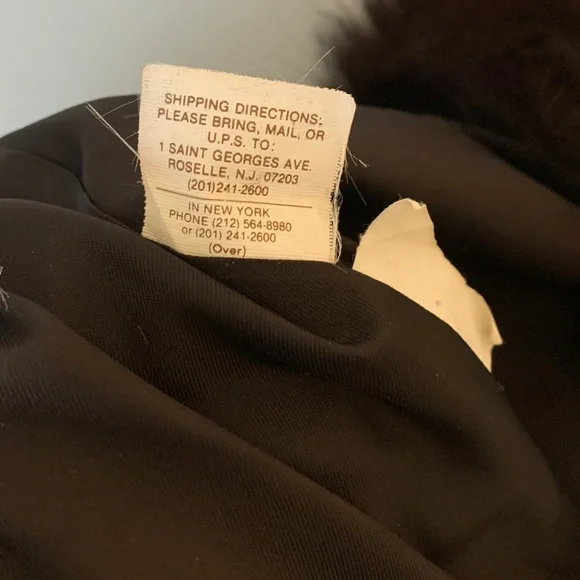 SHIPPING DIRECTIONS:
PLEASE BRING, MAIL, OR
U.P.S. TO:
1 SAINT GEORGES AVE.
ROSELLE, N.J. 07203
(201)241-2600
IN NEW YORK
PHONE (212) 564-8980
or (201) 241-2600
(Over)